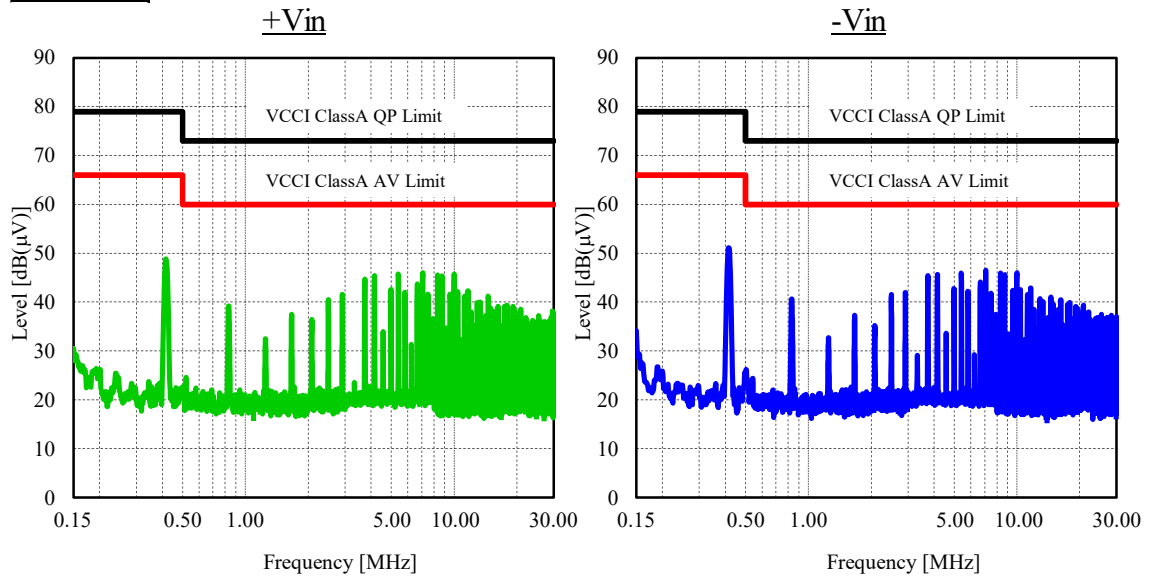 +Vin
-Vin
90
80
70
60
50
40
30
20
10
0
Level [dB(μV)]
VCCI ClassA QP Limit
VCCI ClassA AV Limit
0.15 0.50 1.00 5.00 10.00 30.00
Frequency [MHz]
90
80
70
60
50
40
30
20
10
0
Level [dB(μV)]
VCCI ClassA QP Limit
VCCI ClassA AV Limit
0.15 0.50 1.00 5.00 10.00 30.00
Frequency [MHz]